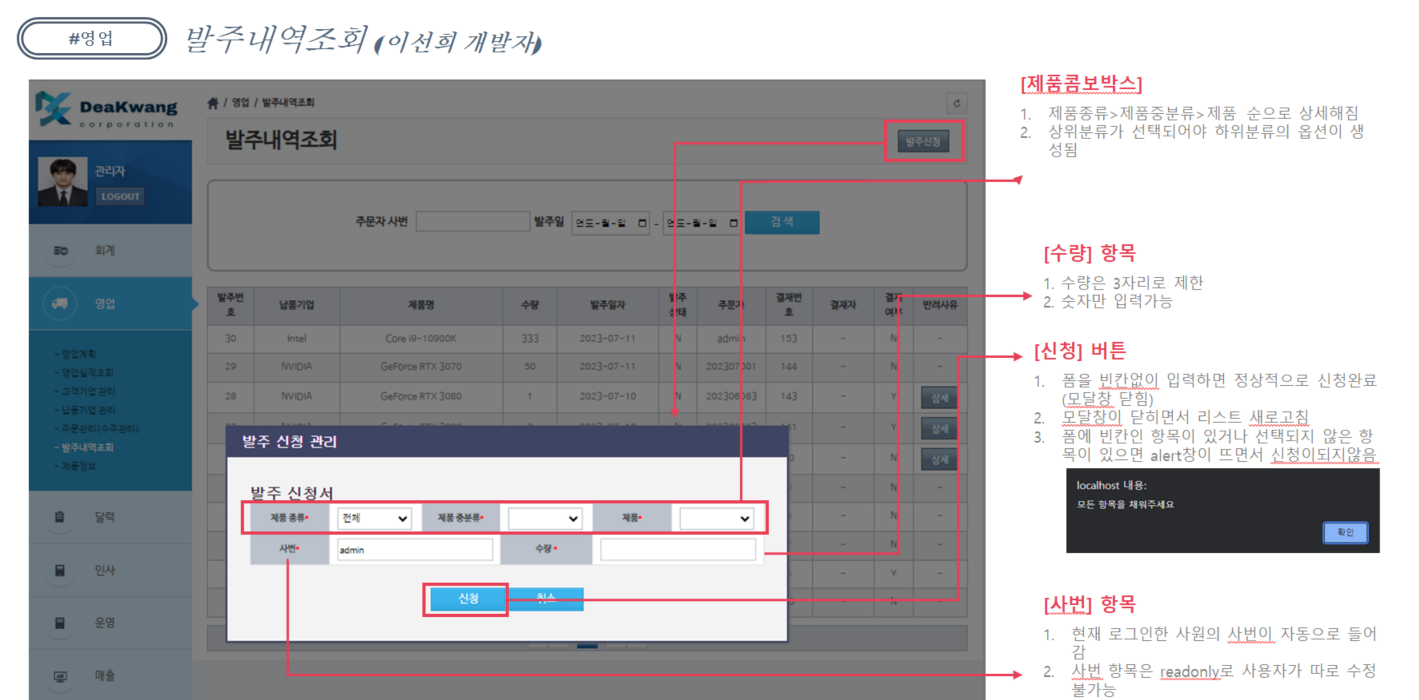 #영업
발주내역조회 (이선희 개발자)
DeaKwang
corporation
/ 영업 / 발주내역조회
발주내역조회
발주신청
관리자
LOGOUT
주문자 사번
발주일
연도-월-일
-
연도-월-일
검색
회계
영업
- 영업계획
- 영업실적조회
- 고객기업 관리
- 납품기업 관리
- 주문관리(수주관리)
- 발주내역조회
- 제품정보
달력
인사
운영
매출
발주번호 납품기업 제품명 수량 발주일자 발주상태 주문자 결재번호 결재자 결재여부 반려사유
30 Intel Core i9-10900K 333 2023-07-11 N admin 153 - N -
29 NVIDIA GeForce RTX 3070 50 2023-07-11 N 202307001 144 - N -
28 NVIDIA GeForce RTX 3080 1 2023-07-10 N 202306063 143 - Y 상세
- Y 상세
- N 상세
- N -
- N -
- N -
- Y -
- N -
발주 신청 관리
발주 신청서
제품 종류* 전체 제품 중분류* 제품*
사번* admin 수량*
신청 취소
[제품콤보박스]
1. 제품종류>제품중분류>제품 순으로 상세해짐
2. 상위분류가 선택되어야 하위분류의 옵션이 생
성됨
[수량] 항목
1. 수량은 3자리로 제한
2. 숫자만 입력가능
[신청] 버튼
1. 폼을 빈칸없이 입력하면 정상적으로 신청완료
(모달창 닫힘)
2. 모달창이 닫히면서 리스트 새로고침
3. 폼에 빈칸인 항목이 있거나 선택되지 않은 항
목이 있으면 alert창이 뜨면서 신청이되지않음
localhost 내용:
모든 항목을 채워주세요
확인
[사번] 항목
1. 현재 로그인한 사원의 사번이 자동으로 들어
감
2. 사번 항목은 readonly로 사용자가 따로 수정
불가능